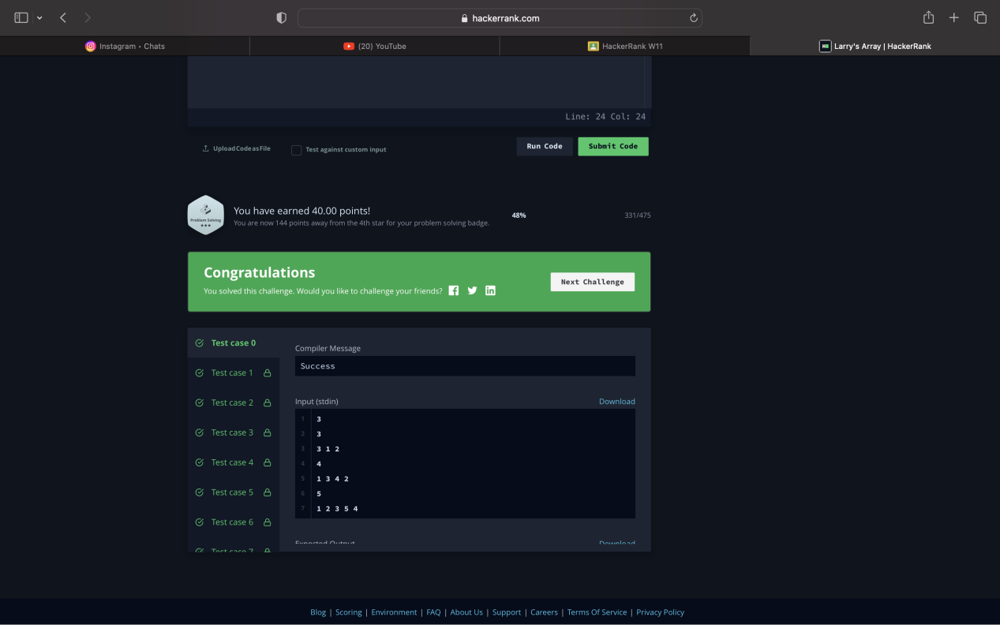 hackerrank.com
Instagram • Chats
(20) YouTube
HackerRank W11
Larry's Array | HackerRank
Line: 24 Col: 24
Upload Code as File
Test against custom input
Run Code
Submit Code
Problem Solving
You have earned 40.00 points!
You are now 144 points away from the 4th star for your problem solving badge.
48%
331/475
Congratulations
You solved this challenge. Would you like to challenge your friends?
Next Challenge
Test case 0
Test case 1
Test case 2
Test case 3
Test case 4
Test case 5
Test case 6
Test case 7
Compiler Message
Success
Input (stdin)
Download
1 3
2 3
3 3 1 2
4 4
5 1 3 4 2
6 5
7 1 2 3 5 4
Expected Output
Download
Blog | Scoring | Environment | FAQ | About Us | Support | Careers | Terms Of Service | Privacy Policy